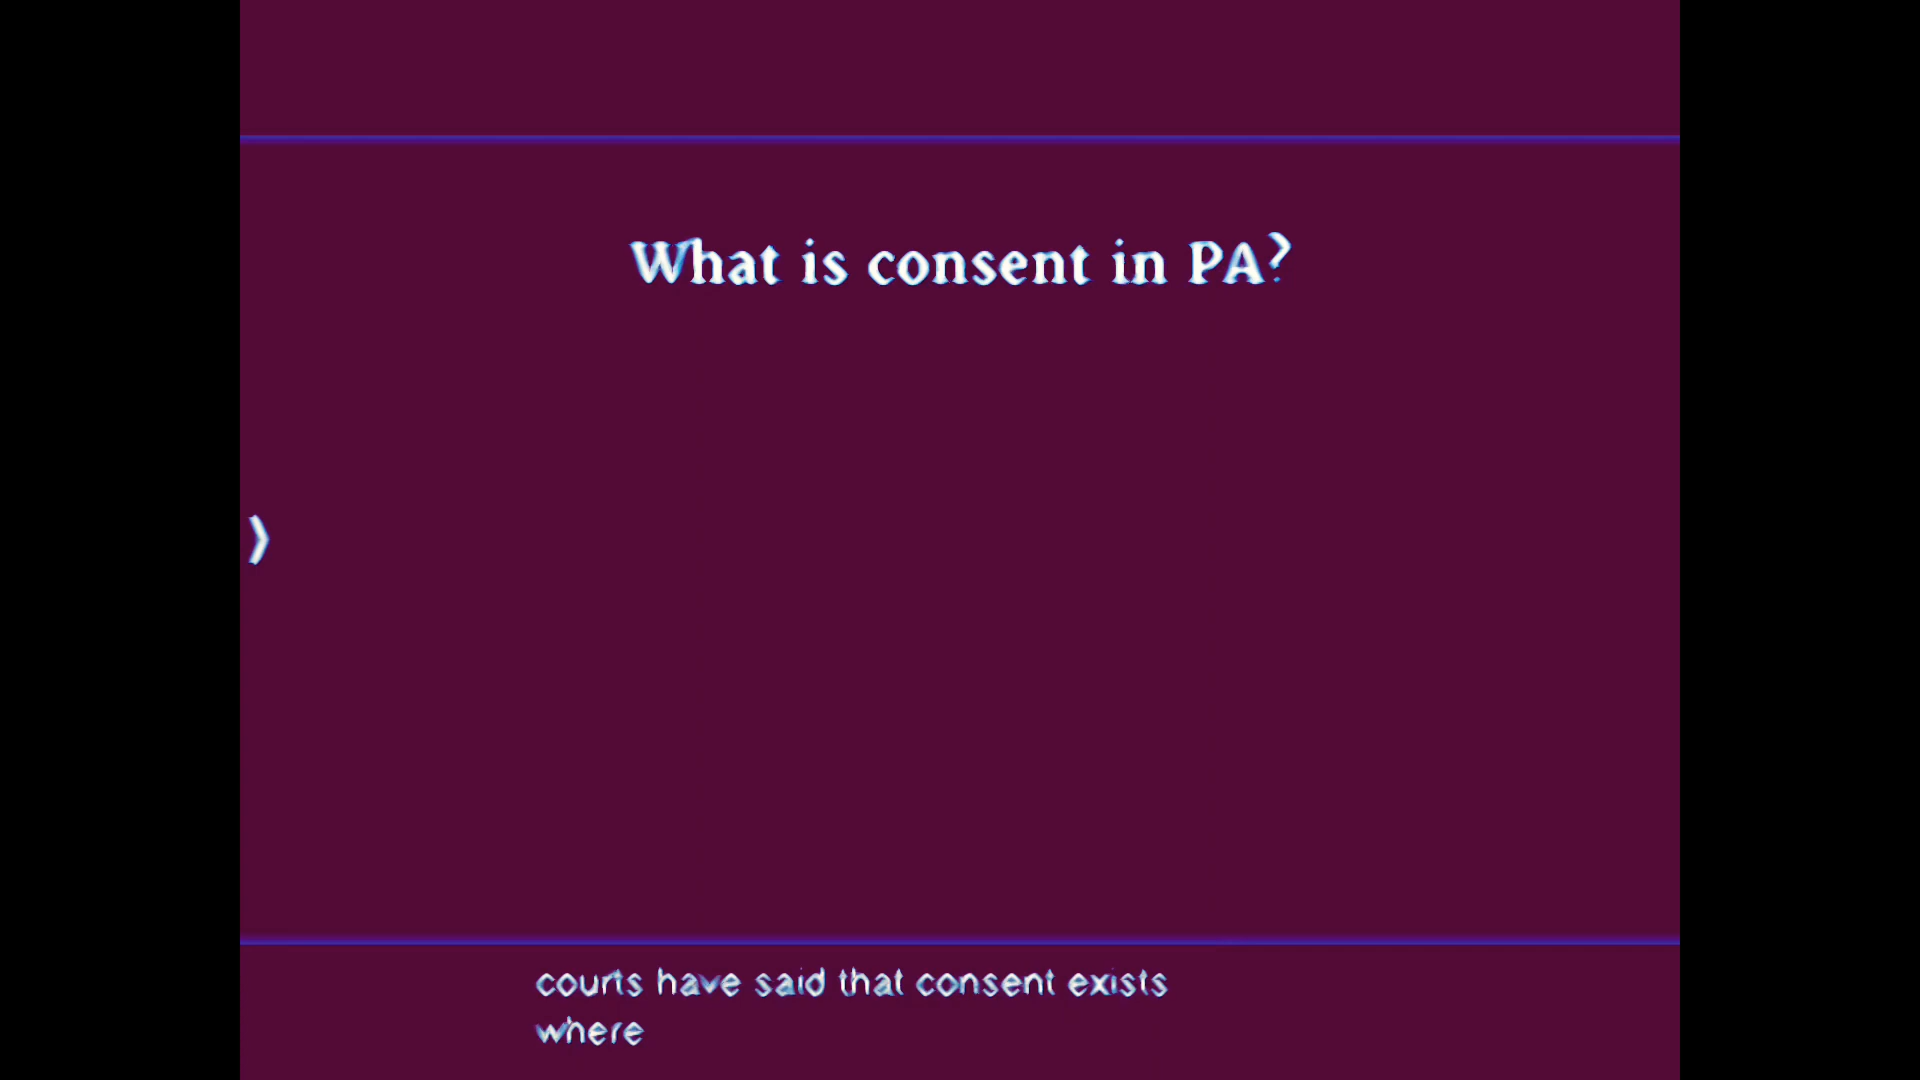 What is consent in PA?
❭
courts have said that consent exists
where